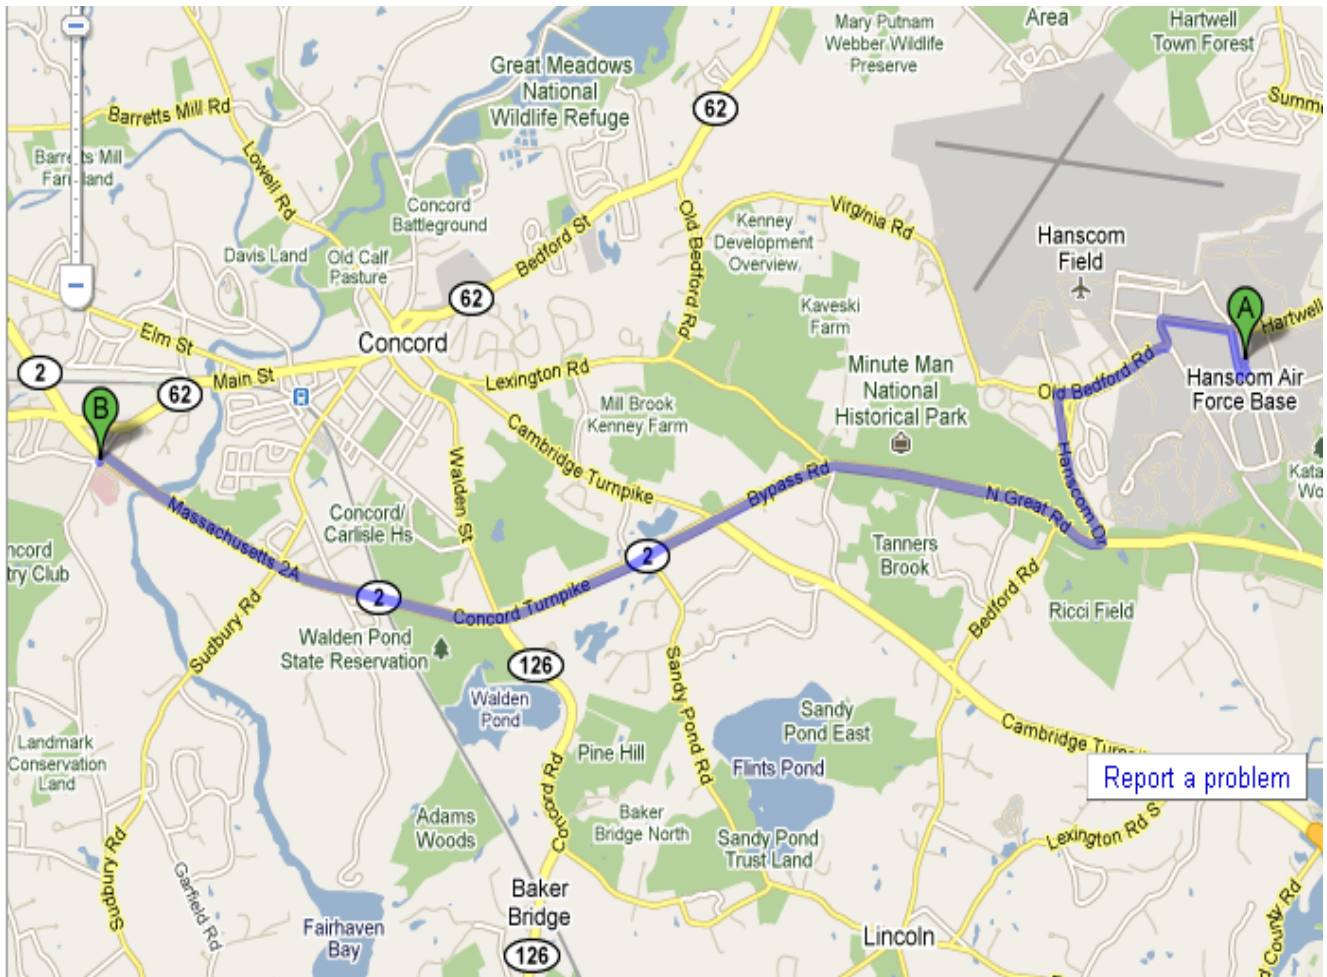 Mary Putnam
Webber Wildlife
Preserve
Area
Hartwell
Town Forest
Great Meadows
National
Wildlife Refuge
62
Barretts Mill Rd
Barretts Mill
Lowell Rd
Concord
Battleground
Davis Land
Old Calf
Pasture
Bedford St
Old Bedford Rd
Kenney
Development
Overview
Virginia Rd
Hanscom
Field
Kaveski
Farm
62
A
Hartwell
Elm St
Concord
Main St
Lexington Rd
Minute Man
National
Historical Park
Old Bedford Rd
Hanscom Air
Force Base
2
62
B
Mill Brook
Kenney Farm
Cambridge Turnpike
Walden St
Bypass Rd
N Great Rd
Hanscom Dr
Massachusetts 2A
Concord/
Carlisle Hs
2
Tanners
Brook
Bedford Rd
Ricci Field
2
Concord Turnpike
Sudbury Rd
Walden Pond
State Reservation
126
Walden
Pond
Sandy Pond Rd
Sandy
Pond East
Flints Pond
Pine Hill
Cambridge Turn
Report a problem
Landmark
Conservation
Land
Concord Rd
Adams
Woods
Baker
Bridge North
Sandy Pond
Trust Land
Lexington Rd S
Sudbury Rd
Garfield Rd
Baker
Bridge
Fairhaven
Bay
Lincoln
126